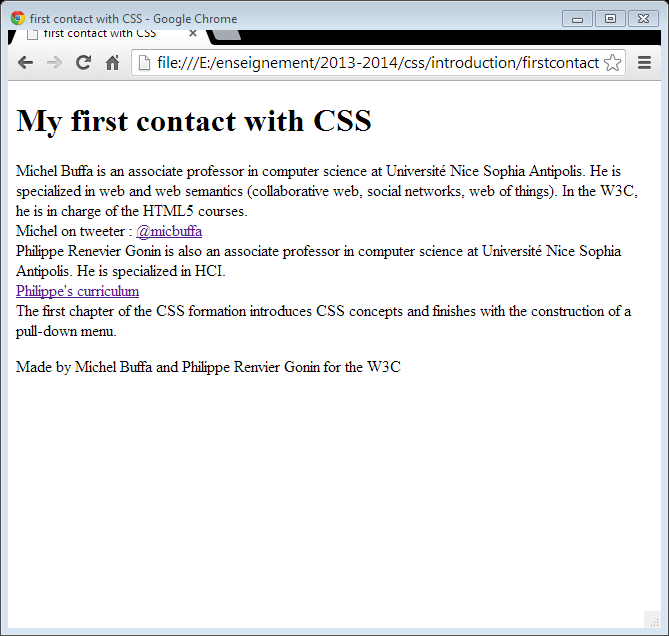 first contact with CSS - Google Chrome
first contact with CSS
file:///E:/enseignement/2013-2014/css/introduction/firstcontact
My first contact with CSS
Michel Buffa is an associate professor in computer science at Université Nice Sophia Antipolis. He is
specialized in web and web semantics (collaborative web, social networks, web of things). In the W3C,
he is in charge of the HTML5 courses.
Michel on tweeter : @micbuffa
Philippe Renevier Gonin is also an associate professor in computer science at Université Nice Sophia
Antipolis. He is specialized in HCI.
Philippe's curriculum
The first chapter of the CSS formation introduces CSS concepts and finishes with the construction of a
pull-down menu.
Made by Michel Buffa and Philippe Renvier Gonin for the W3C